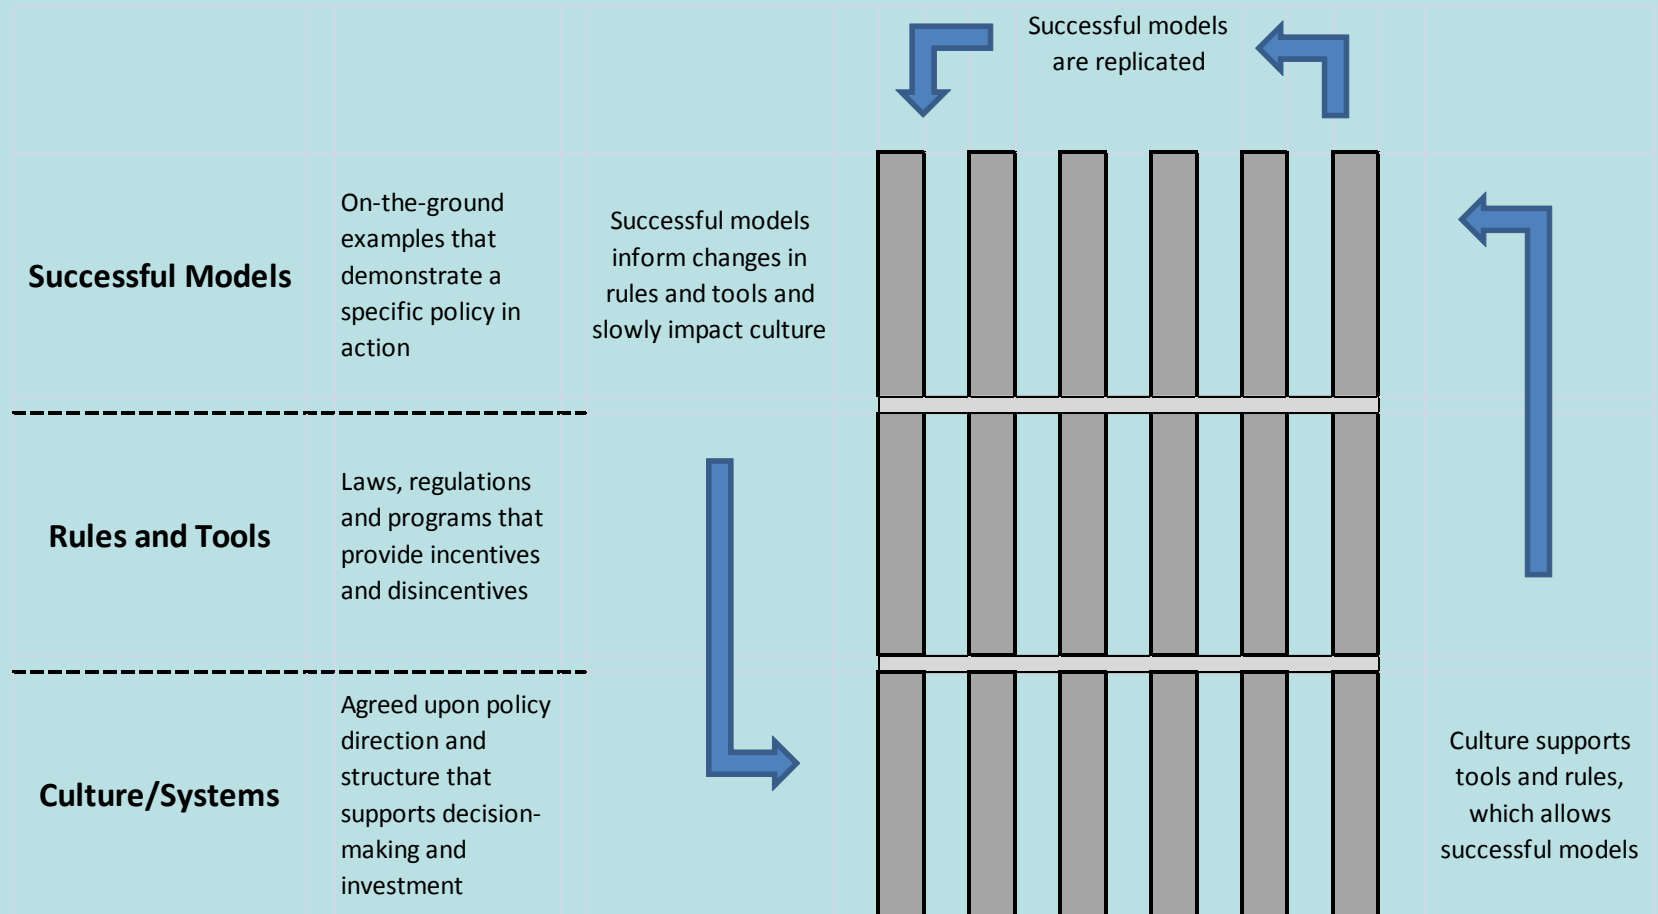 Successful models
are replicated
Successful Models
On-the-ground
examples that
demonstrate a
specific policy in
action
Successful models
inform changes in
rules and tools and
slowly impact culture
Rules and Tools
Laws, regulations
and programs that
provide incentives
and disincentives
Culture/Systems
Agreed upon policy
direction and
structure that
supports decision-
making and
investment
Culture supports
tools and rules,
which allows
successful models